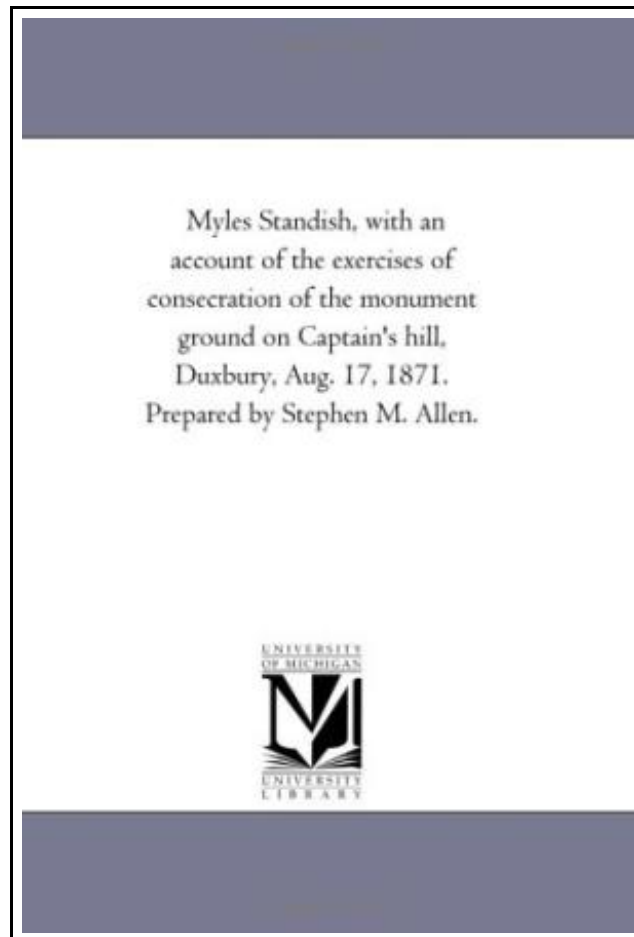 Myles Standish, with an
account of the exercises of
consecration of the monument
ground on Captain's hill,
Duxbury, Aug. 17, 1871.
Prepared by Stephen M. Allen.
UNIVERSITY
OF MICHIGAN
UNIVERSITY
LIBRARY